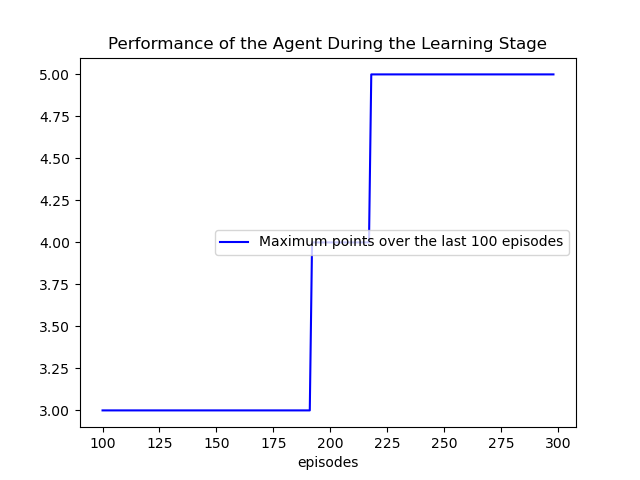 Performance of the Agent During the Learning Stage
5.00
4.75
4.50
4.25
4.00
3.75
3.50
3.25
3.00
Maximum points over the last 100 episodes
100 125 150 175 200 225 250 275 300
episodes